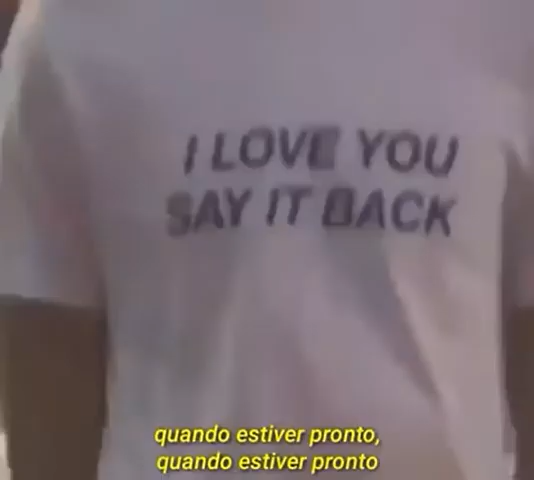 I LOVE YOU
SAY IT BACK
quando estiver pronto,
quando estiver pronto